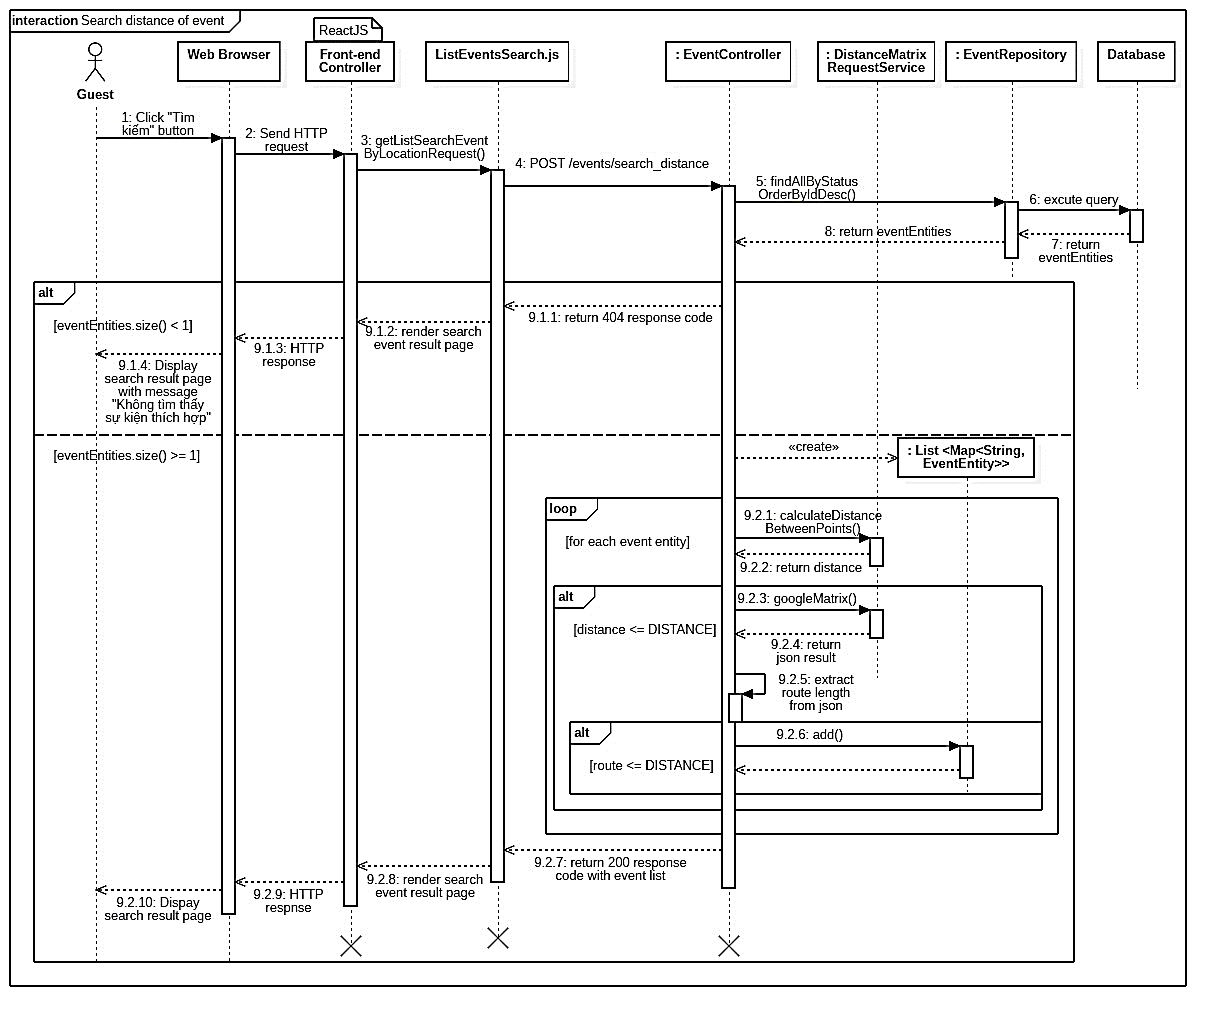 interaction Search distance of event
ReactJS
Guest
Web Browser
Front-end
Controller
ListEventsSearch.js
: EventController
: DistanceMatrix
RequestService
: EventRepository
Database
1: Click "Tìm
kiếm" button
2: Send HTTP
request
3: getListSearchEvent
ByLocationRequest()
4: POST /events/search_distance
5: findAllByStatus
OrderByIdDesc()
6: excute query
7: return
eventEntities
8: return eventEntities
alt
[eventEntities.size() < 1]
9.1.1: return 404 response code
9.1.2: render search
event result page
9.1.3: HTTP
response
9.1.4: Display
search result page
with message
"Không tìm thấy
sự kiện thích hợp"
[eventEntities.size() >= 1]
«create»
: List <Map<String,
EventEntity>>
loop
[for each event entity]
9.2.1: calculateDistance
BetweenPoints()
9.2.2: return distance
alt
[distance <= DISTANCE]
9.2.3: googleMatrix()
9.2.4: return
json result
9.2.5: extract
route length
from json
alt
[route <= DISTANCE]
9.2.6: add()
9.2.7: return 200 response
code with event list
9.2.8: render search
event result page
9.2.9: HTTP
respnse
9.2.10: Dispay
search result page